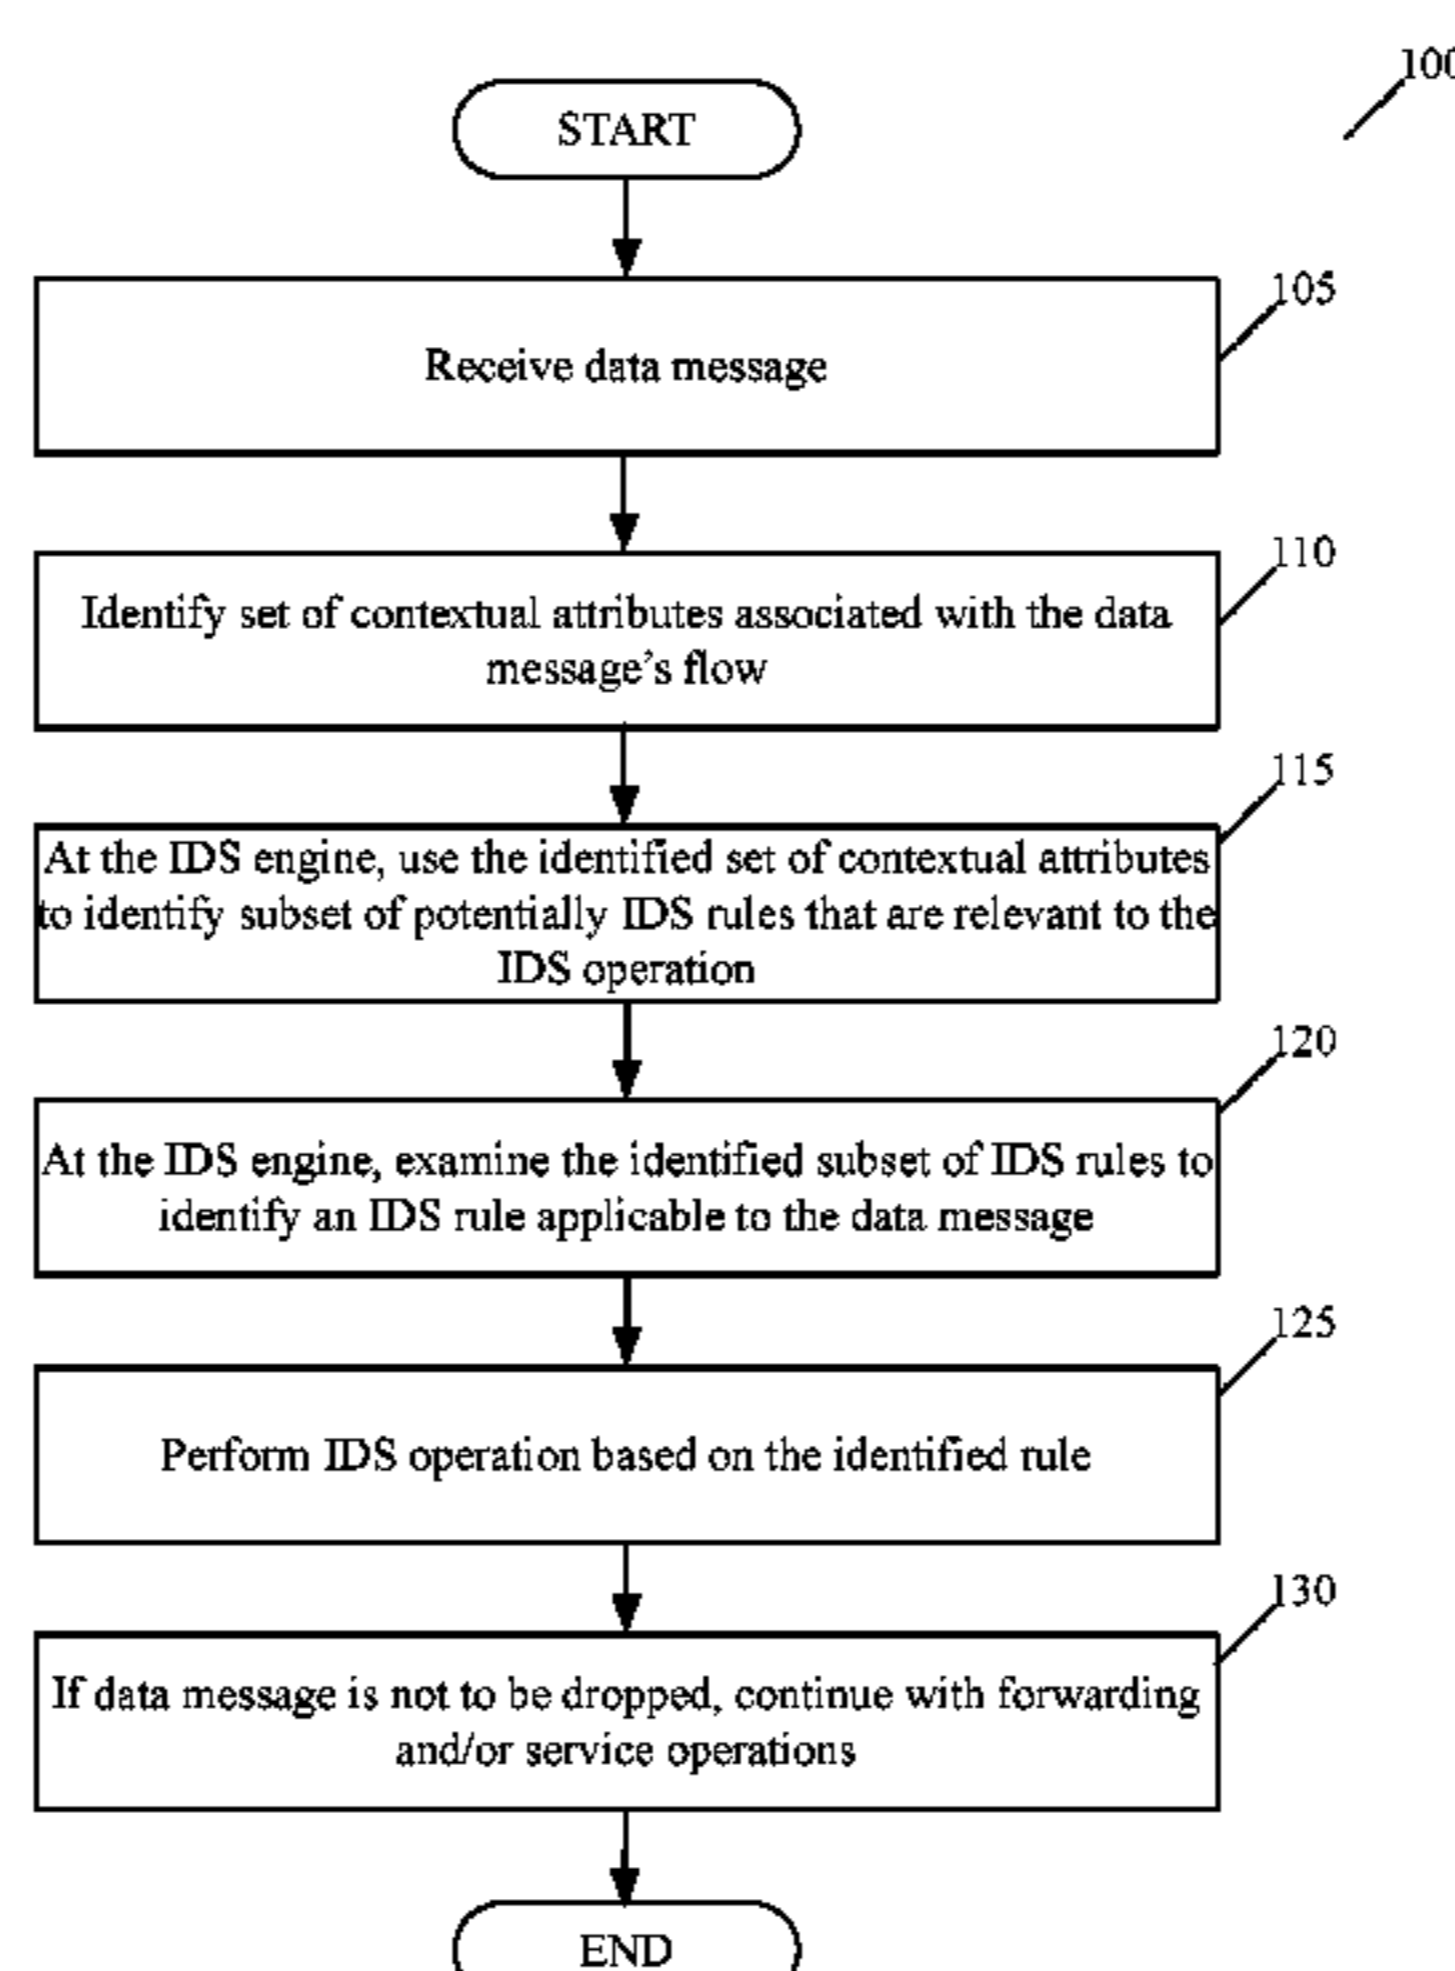 100
START
105
Receive data message
110
Identify set of contextual attributes associated with the data
message's flow
115
At the IDS engine, use the identified set of contextual attributes
to identify subset of potentially IDS rules that are relevant to the
IDS operation
120
At the IDS engine, examine the identified subset of IDS rules to
identify an IDS rule applicable to the data message
125
Perform IDS operation based on the identified rule
130
If data message is not to be dropped, continue with forwarding
and/or service operations
END